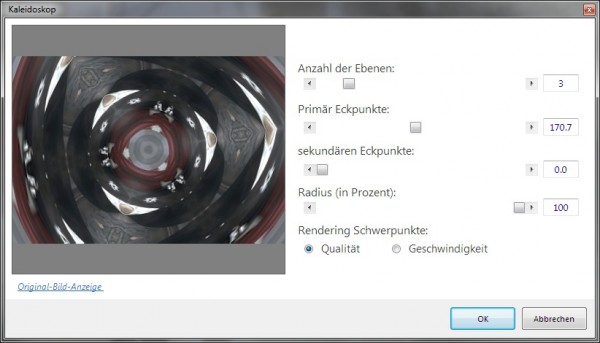 Kaleidoskop
Anzahl der Ebenen:
3
Primär Eckpunkte:
170.7
sekundären Eckpunkte:
0.0
Radius (in Prozent):
100
Rendering Schwerpunkte:
Qualität Geschwindigkeit
Original-Bild-Anzeige
OK Abbrechen